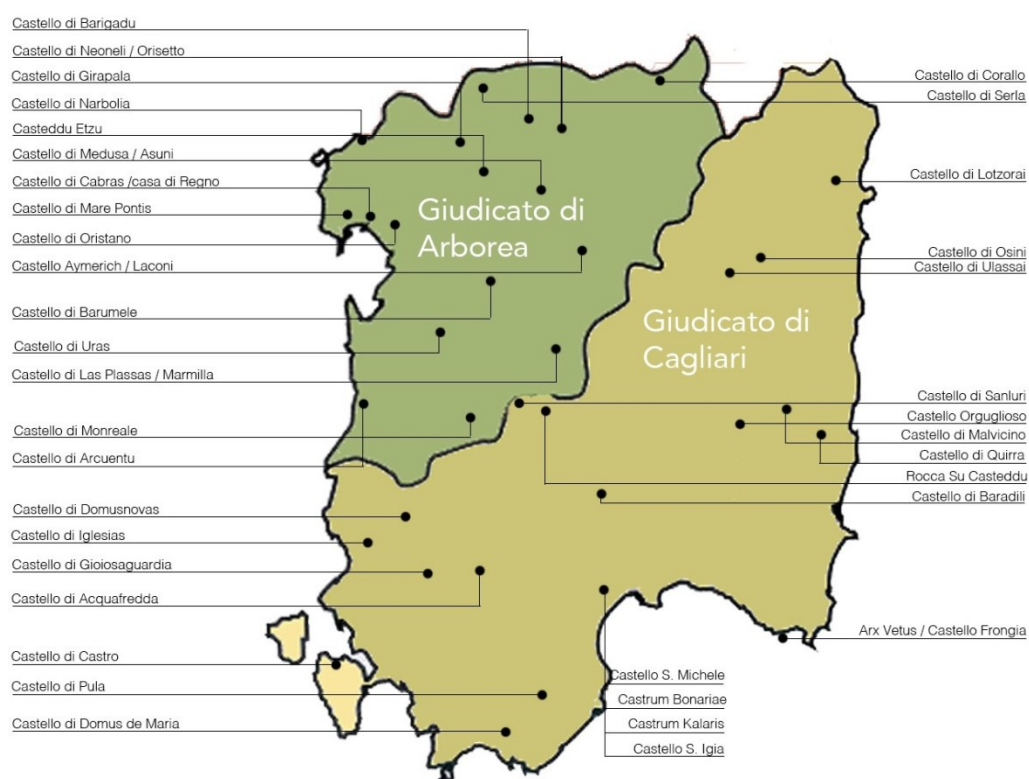 Castello di Barigadu
Castello di Neoneli / Orisetto
Castello di Girapala
Castello di Narbolia
Casteddu Etzu
Castello di Medusa / Asuni
Castello di Cabras /casa di Regno
Castello di Mare Pontis
Castello di Oristano
Castello Aymerich / Laconi
Castello di Barumele
Castello di Uras
Castello di Las Plassas / Marmilla
Castello di Monreale
Castello di Arcuentu
Castello di Domusnovas
Castello di Iglesias
Castello di Gioiosaguardia
Castello di Acquafredda
Castello di Castro
Castello di Pula
Castello di Domus de Maria
Giudicato di
Arborea
Giudicato di
Cagliari
Castello di Corallo
Castello di Serla
Castello di Lotzorai
Castello di Osini
Castello di Ulassai
Castello di Sanluri
Castello Orguglioso
Castello di Malvicino
Castello di Quirra
Rocca Su Casteddu
Castello di Baradili
Arx Vetus / Castello Frongia
Castello S. Michele
Castrum Bonariae
Castrum Kalaris
Castello S. Igia